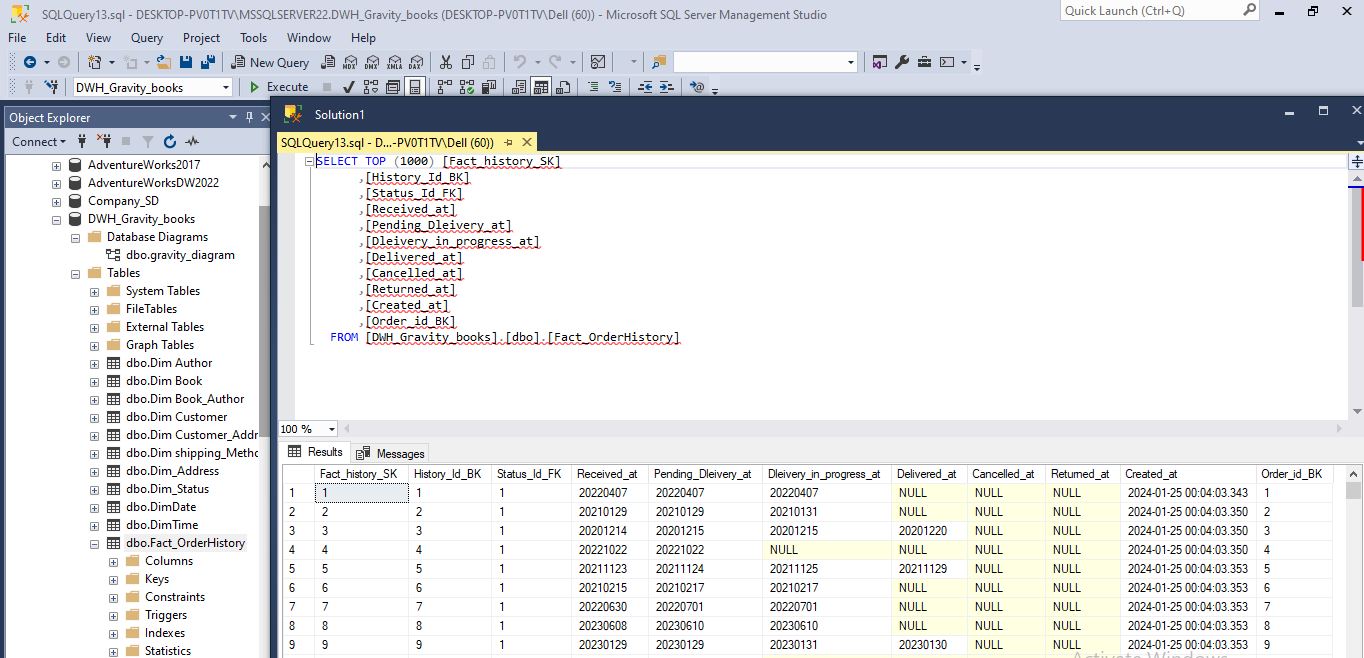 SQLQuery13.sql - DESKTOP-PV0T1TV\MSSQLSERVER22.DWH_Gravity_books (DESKTOP-PV0T1TV\Dell (60)) - Microsoft SQL Server Management Studio
Quick Launch (Ctrl+Q)
File Edit View Query Project Tools Window Help
New Query MDX DMX XMLA DAX
DWH_Gravity_books Execute
Object Explorer
Connect
AdventureWorks2017
AdventureWorksDW2022
Company_SD
DWH_Gravity_books
Database Diagrams
dbo.gravity_diagram
Tables
System Tables
FileTables
External Tables
Graph Tables
dbo.Dim Author
dbo.Dim Book
dbo.Dim Book_Author
dbo.Dim Customer
dbo.Dim Customer_Addr
dbo.Dim shipping_Metho
dbo.Dim_Address
dbo.Dim_Status
dbo.DimDate
dbo.DimTime
dbo.Fact_OrderHistory
Columns
Keys
Constraints
Triggers
Indexes
Statistics
Solution1
SQLQuery13.sql - D...-PV0T1TV\Dell (60))
SELECT TOP (1000) [Fact_history_SK]
,[History_Id_BK]
,[Status_Id_FK]
,[Received_at]
,[Pending_Dleivery_at]
,[Dleivery_in_progress_at]
,[Delivered_at]
,[Cancelled_at]
,[Returned_at]
,[Created_at]
,[Order_id_BK]
FROM [DWH_Gravity_books].[dbo].[Fact_OrderHistory]
100 %
Results Messages
Fact_history_SK History_Id_BK Status_Id_FK Received_at Pending_Dleivery_at Dleivery_in_progress_at Delivered_at Cancelled_at Returned_at Created_at Order_id_BK
1 1 1 1 20220407 20220407 20220407 NULL NULL NULL 2024-01-25 00:04:03.343 1
2 2 2 1 20210129 20210129 20210131 NULL NULL NULL 2024-01-25 00:04:03.350 2
3 3 3 1 20201214 20201215 20201215 20201220 NULL NULL 2024-01-25 00:04:03.350 3
4 4 4 1 20221022 20221022 NULL NULL NULL NULL 2024-01-25 00:04:03.350 4
5 5 5 1 20211123 20211124 20211125 20211129 NULL NULL 2024-01-25 00:04:03.353 5
6 6 6 1 20210215 20210217 20210217 NULL NULL NULL 2024-01-25 00:04:03.353 6
7 7 7 1 20220630 20220701 20220701 NULL NULL NULL 2024-01-25 00:04:03.353 7
8 8 8 1 20230608 20230610 20230610 NULL NULL NULL 2024-01-25 00:04:03.353 8
9 9 9 1 20230129 20230129 20230131 20230130 NULL NULL 2024-01-25 00:04:03.353 9
Activate Windows